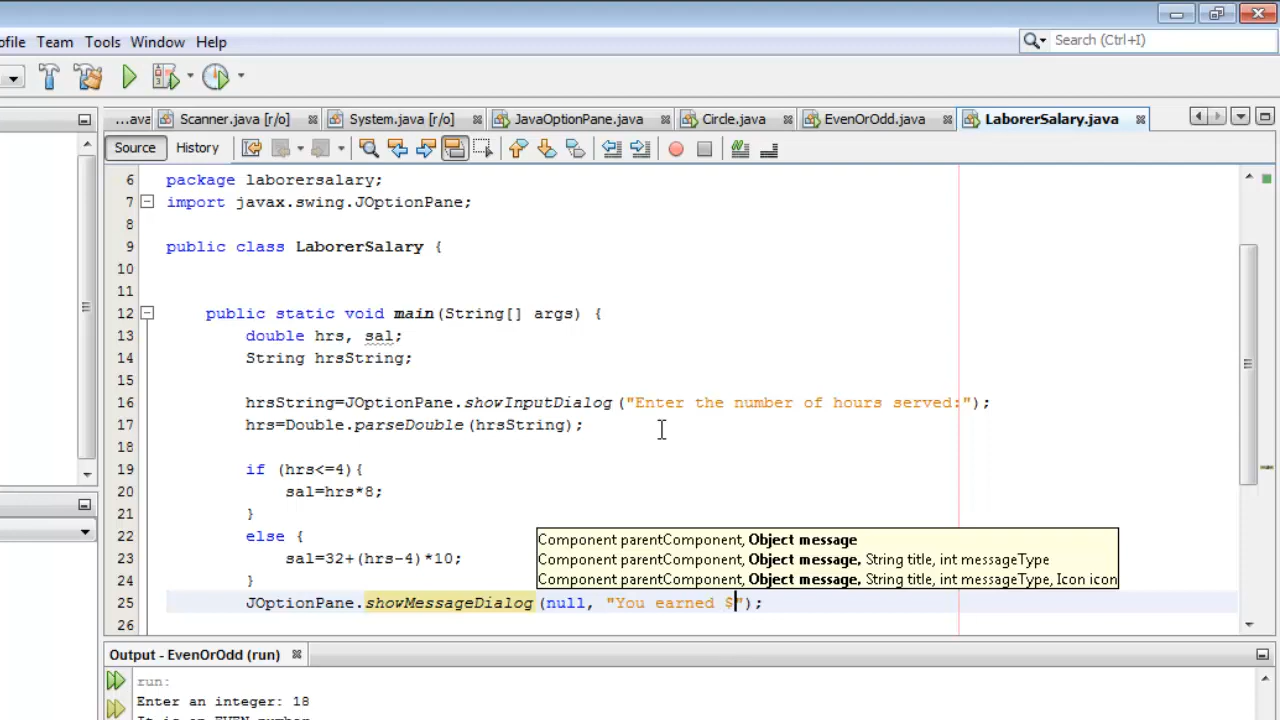 ofile Team Tools Window Help
Search (Ctrl+I)
...ava Scanner.java [r/o] System.java [r/o] JavaOptionPane.java Circle.java EvenOrOdd.java LaborerSalary.java
Source History
6 package laborersalary;
7 import javax.swing.JOptionPane;
8
9 public class LaborerSalary {
10
11
12 public static void main(String[] args) {
13 double hrs, sal;
14 String hrsString;
15
16 hrsString=JOptionPane.showInputDialog("Enter the number of hours served:");
17 hrs=Double.parseDouble(hrsString);
18
19 if (hrs<=4){
20 sal=hrs*8;
21 }
22 else {
Component parentComponent, Object message
23 sal=32+(hrs-4)*10;
Component parentComponent, Object message, String title, int messageType
24 }
Component parentComponent, Object message, String title, int messageType, Icon icon
25 JOptionPane.showMessageDialog(null, "You earned $");
26
Output - EvenOrOdd (run)
run:
Enter an integer: 18
It is an EVEN number